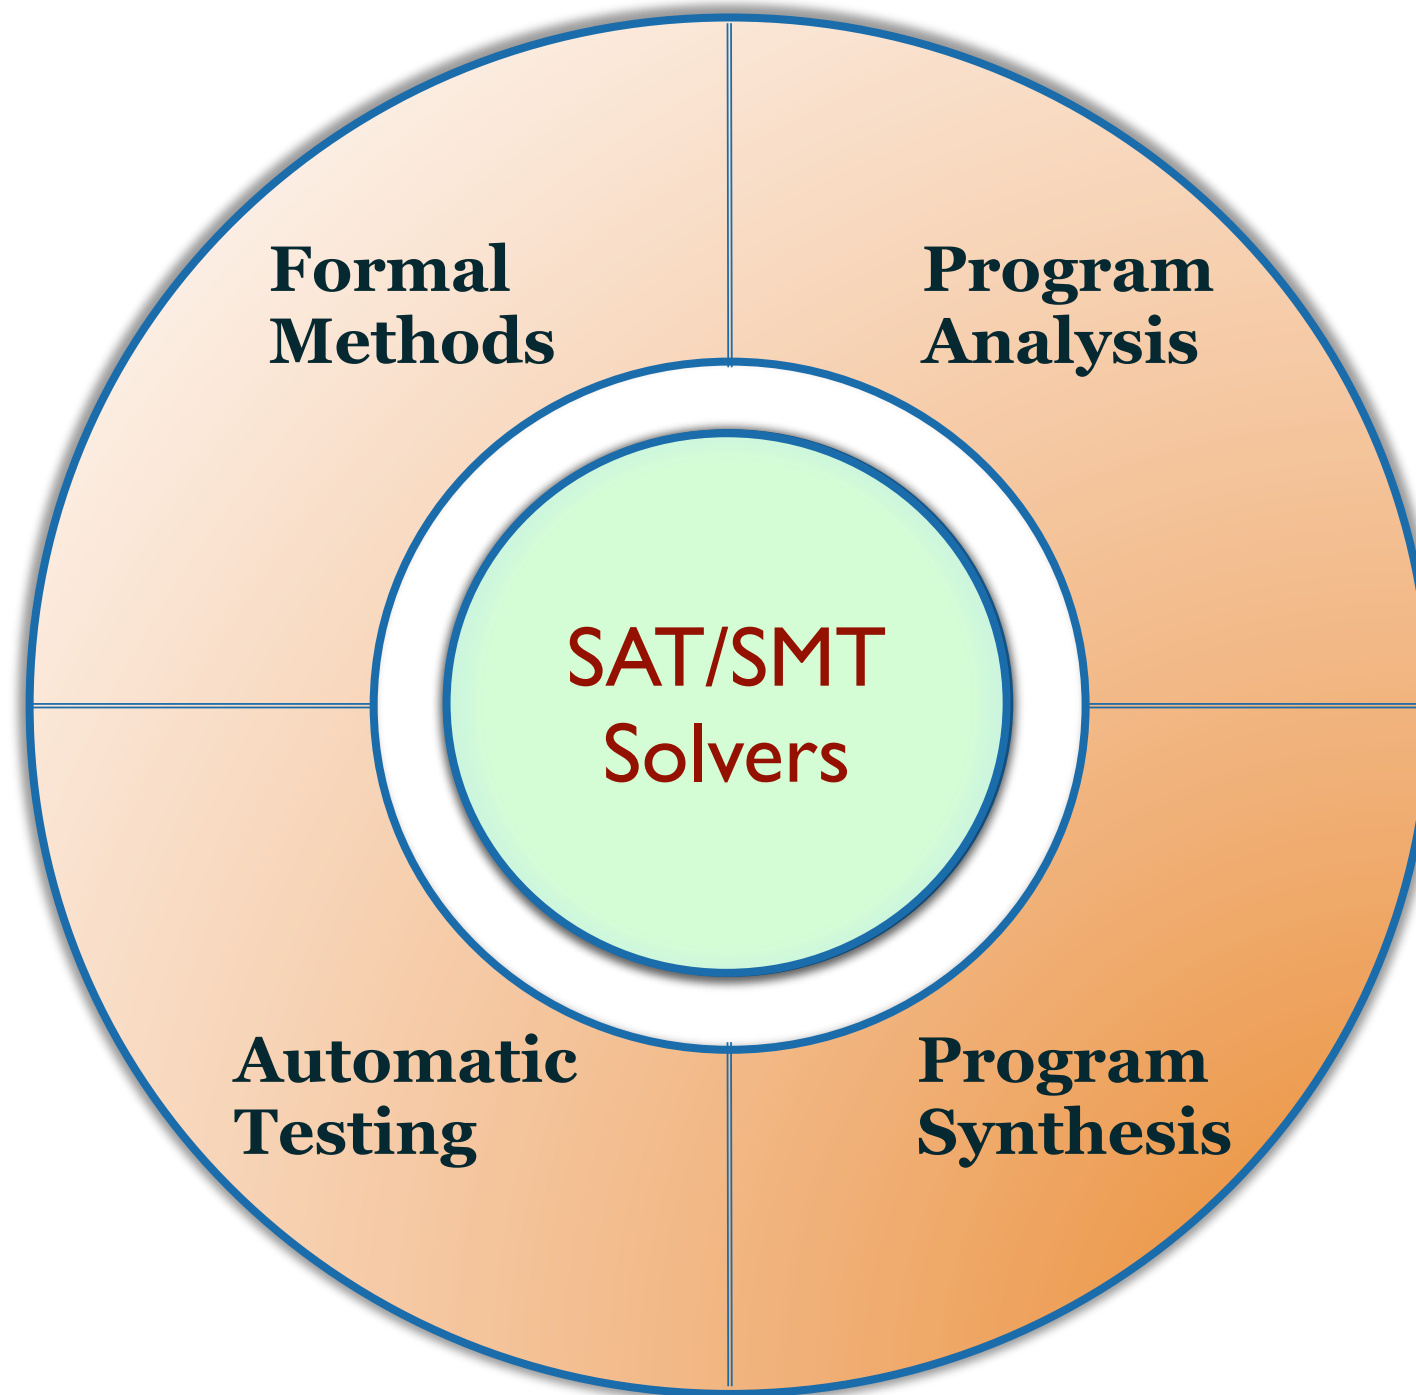 Formal
Methods
Program
Analysis
SAT/SMT
Solvers
Automatic
Testing
Program
Synthesis